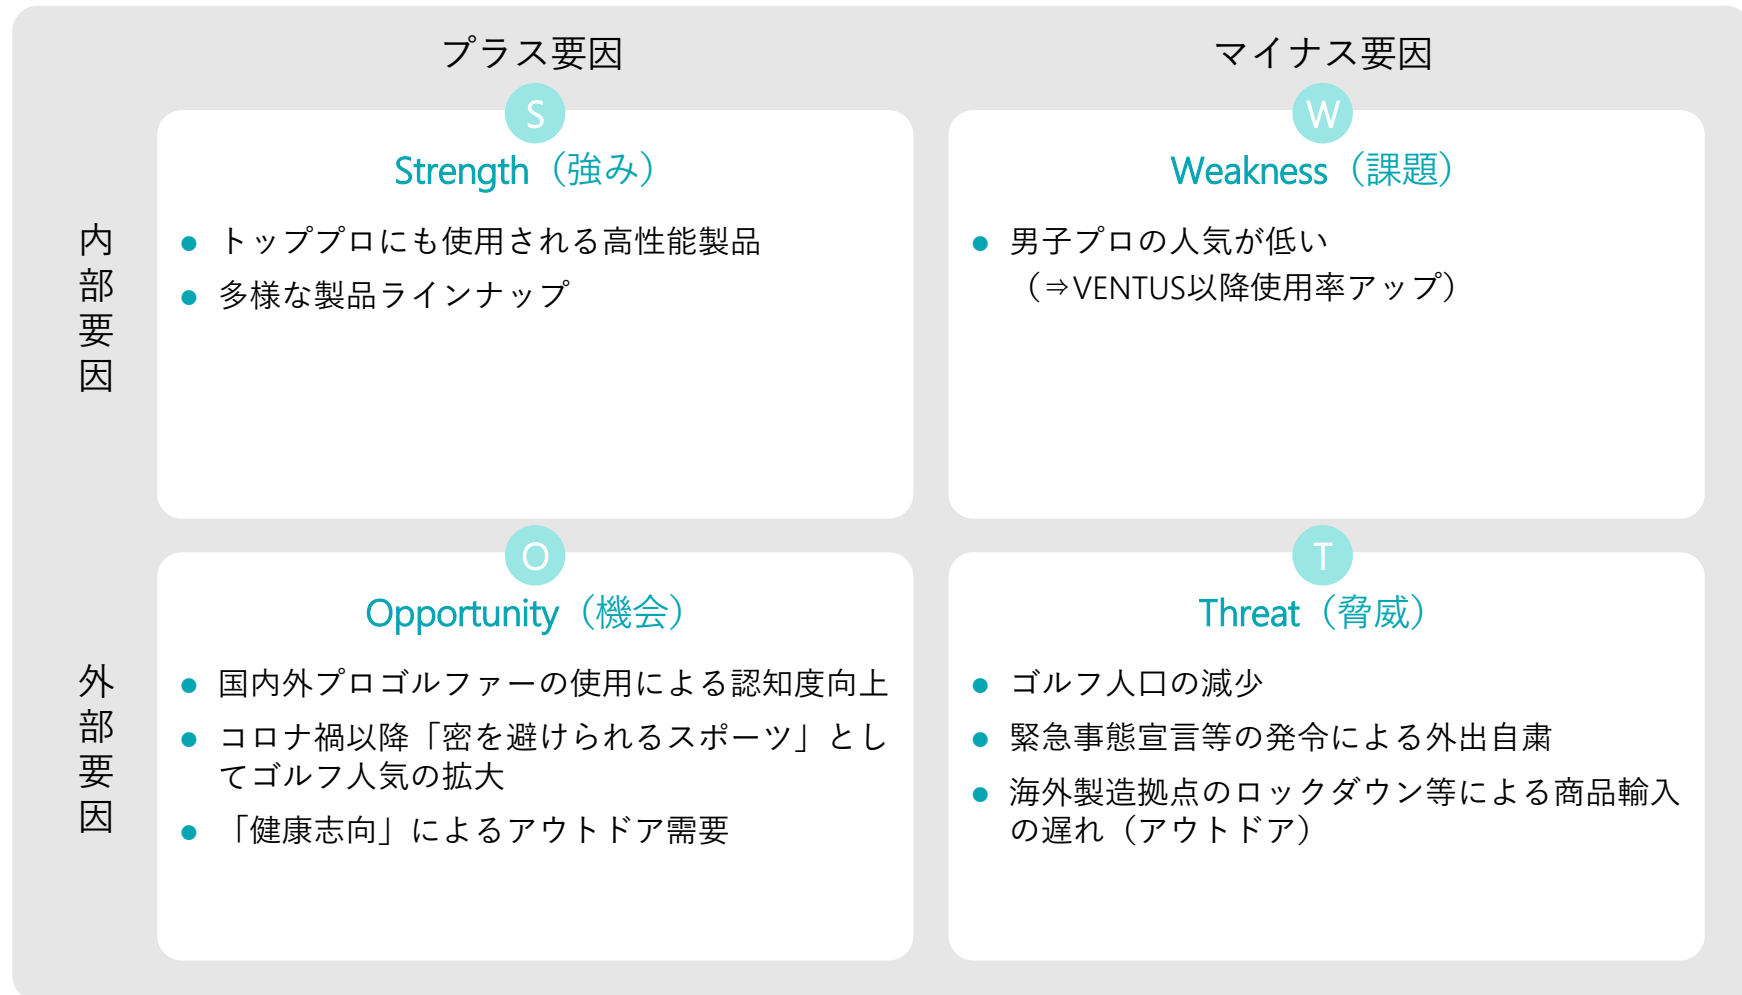 プラス要因
マイナス要因
内部要因
S
Strength（強み）
● トッププロにも使用される高性能製品
● 多様な製品ラインナップ
W
Weakness（課題）
● 男子プロの人気が低い
（⇒VENTUS以降使用率アップ）
外部要因
O
Opportunity（機会）
● 国内外プロゴルファーの使用による認知度向上
● コロナ禍以降「密を避けられるスポーツ」とし
てゴルフ人気の拡大
● 「健康志向」によるアウトドア需要
T
Threat（脅威）
● ゴルフ人口の減少
● 緊急事態宣言等の発令による外出自粛
● 海外製造拠点のロックダウン等による商品輸入
の遅れ（アウトドア）